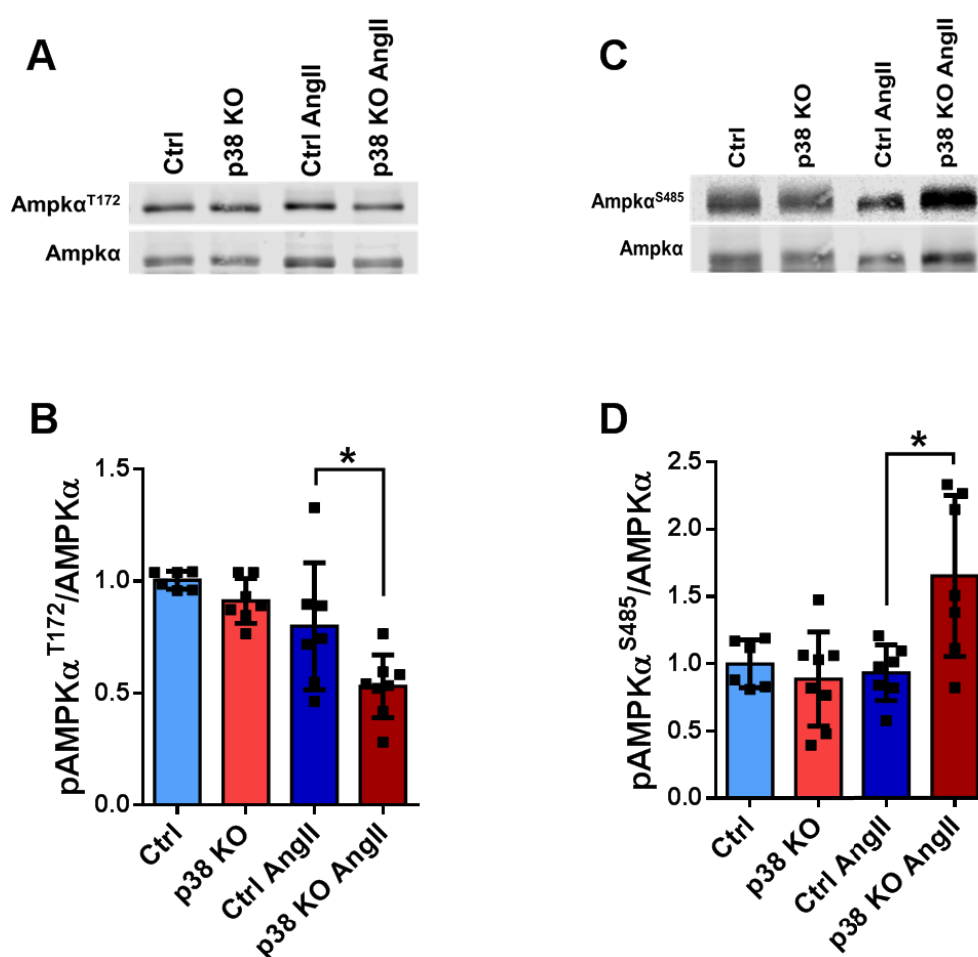 A
Ctrl
p38 KO
Ctrl AngII
p38 KO AngII
AmpkαT172
Ampkα
C
Ctrl
p38 KO
Ctrl AngII
p38 KO AngII
AmpkαS485
Ampkα
B
pAMPKαT172/AMPKα
1.5
1.0
0.5
0.0
*
Ctrl
p38 KO
Ctrl AngII
p38 KO AngII
D
pAMPKαS485/AMPKα
2.5
2.0
1.5
1.0
0.5
0.0
*
Ctrl
p38 KO
Ctrl AngII
p38 KO AngII